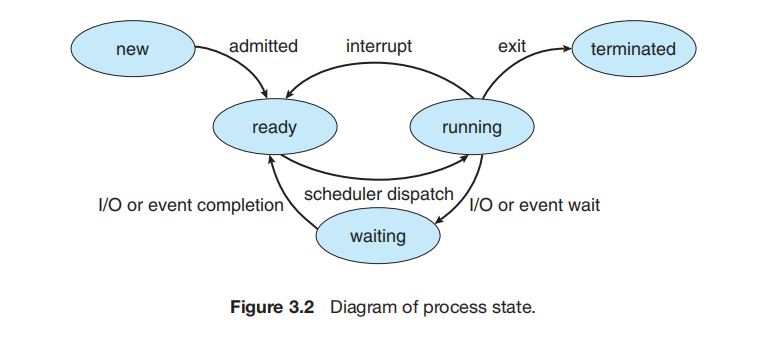 new
admitted
interrupt
exit
terminated
ready
running
scheduler dispatch
I/O or event completion
I/O or event wait
waiting
Figure 3.2 Diagram of process state.